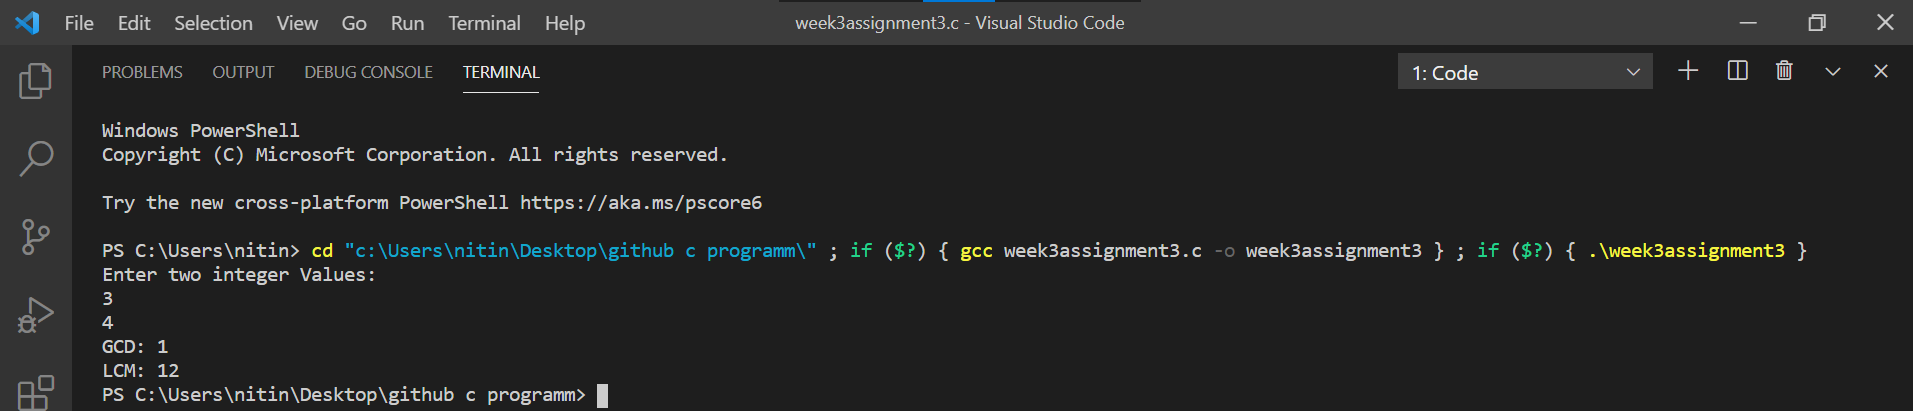 File Edit Selection View Go Run Terminal Help week3assignment3.c - Visual Studio Code
PROBLEMS OUTPUT DEBUG CONSOLE TERMINAL 1: Code
Windows PowerShell
Copyright (C) Microsoft Corporation. All rights reserved.
Try the new cross-platform PowerShell https://aka.ms/pscore6
PS C:\Users\nitin> cd "c:\Users\nitin\Desktop\github c programm\" ; if ($?) { gcc week3assignment3.c -o week3assignment3 } ; if ($?) { .\week3assignment3 }
Enter two integer Values:
3
4
GCD: 1
LCM: 12
PS C:\Users\nitin\Desktop\github c programm>